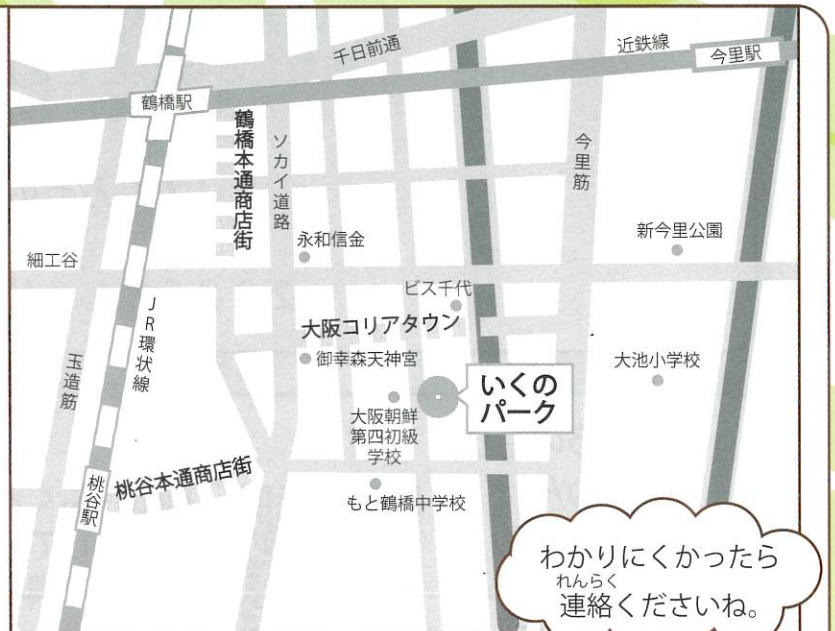 千日前通
近鉄線
今里駅
鶴橋駅
鶴橋本通商店街
ソカイ道路
今里筋
永和信金
新今里公園
細工谷
ビス千代
JR環状線
大阪コリアタウン
御幸森天神宮
大池小学校
玉造筋
いくの
パーク
大阪朝鮮
第四初級
学校
桃谷本通商店街
桃谷駅
もと鶴橋中学校
わかりにくかったら
れんらく
連絡くださいね。